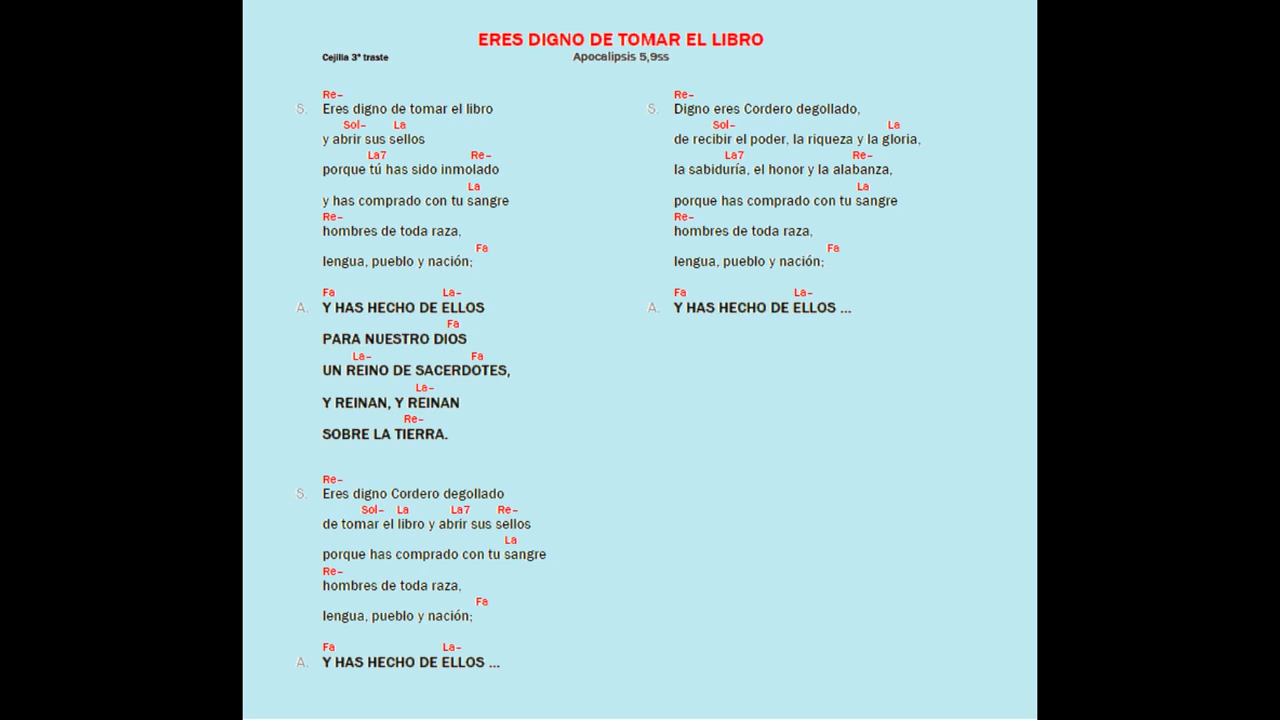 ERES DIGNO DE TOMAR EL LIBRO
Cejilla 3ª traste
Apocalipsis 5,9ss
Re-
S. Eres digno de tomar el libro
Sol- La
y abrir sus sellos
La7 Re-
porque tú has sido inmolado
La
y has comprado con tu sangre
Re-
hombres de toda raza,
Fa
lengua, pueblo y nación;
Fa La-
A. Y HAS HECHO DE ELLOS
Fa
PARA NUESTRO DIOS
La- Fa
UN REINO DE SACERDOTES,
La-
Y REINAN, Y REINAN
Re-
SOBRE LA TIERRA.
Re-
S. Eres digno Cordero degollado
Sol- La La7 Re-
de tomar el libro y abrir sus sellos
La
porque has comprado con tu sangre
Re-
hombres de toda raza,
Fa
lengua, pueblo y nación;
Fa La-
A. Y HAS HECHO DE ELLOS ...
Re-
S. Digno eres Cordero degollado,
Sol- La
de recibir el poder, la riqueza y la gloria,
La7 Re-
la sabiduría, el honor y la alabanza,
La
porque has comprado con tu sangre
Re-
hombres de toda raza,
Fa
lengua, pueblo y nación;
Fa La-
A. Y HAS HECHO DE ELLOS ...